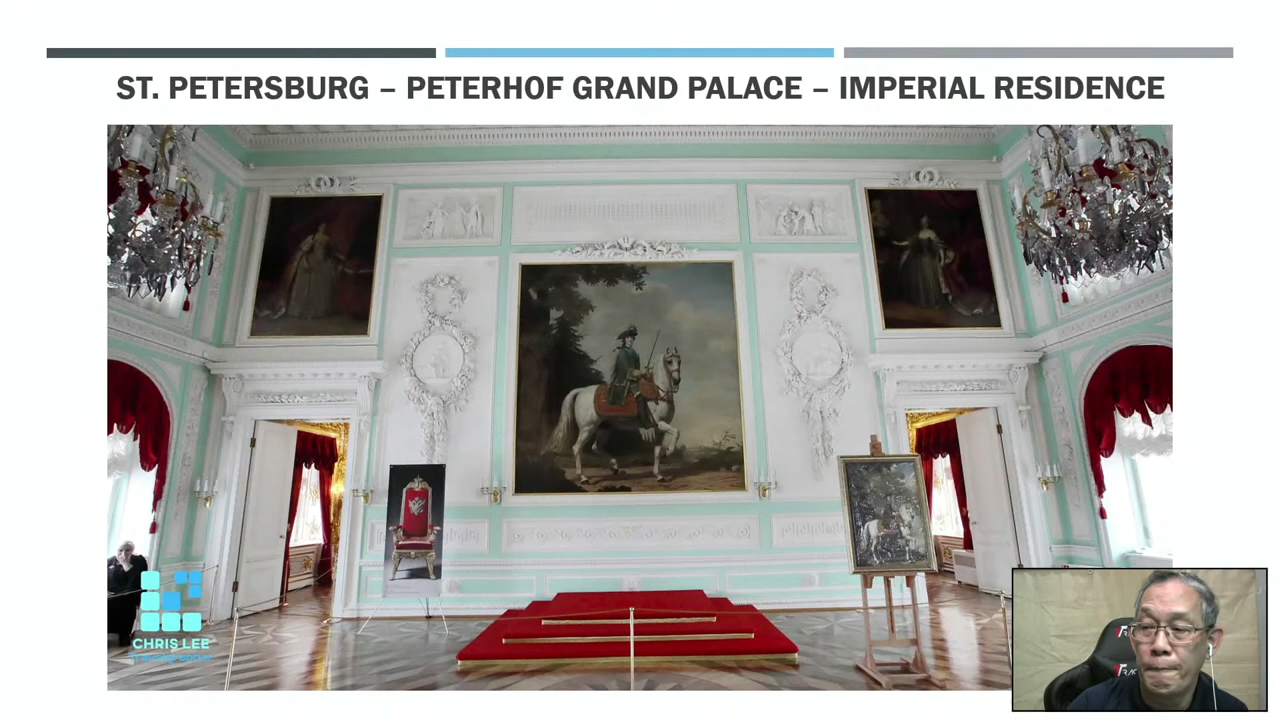 ST. PETERSBURG – PETERHOF GRAND PALACE – IMPERIAL RESIDENCE
CHRIS LEE